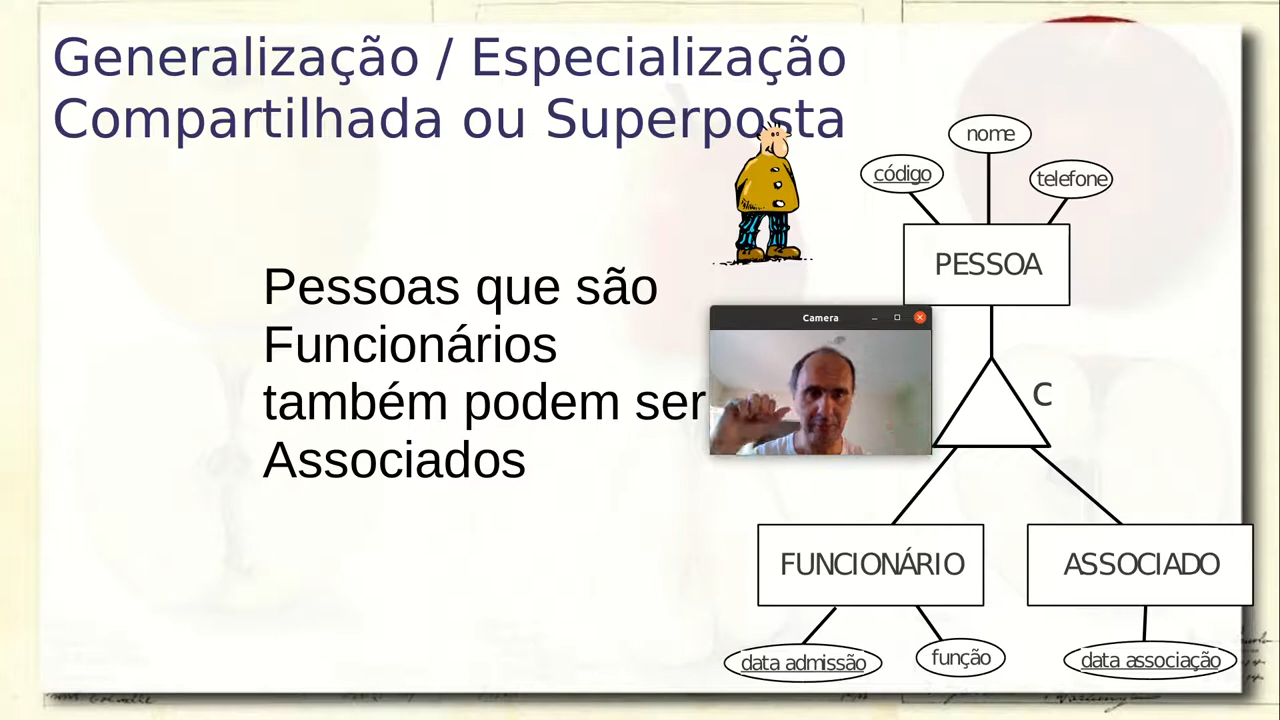 Generalização / Especialização
Compartilhada ou Superposta
nome
código
telefone
PESSOA
Pessoas que são
Funcionários
também podem ser
Associados
Camera
C
FUNCIONÁRIO
ASSOCIADO
data admissão
função
data associação